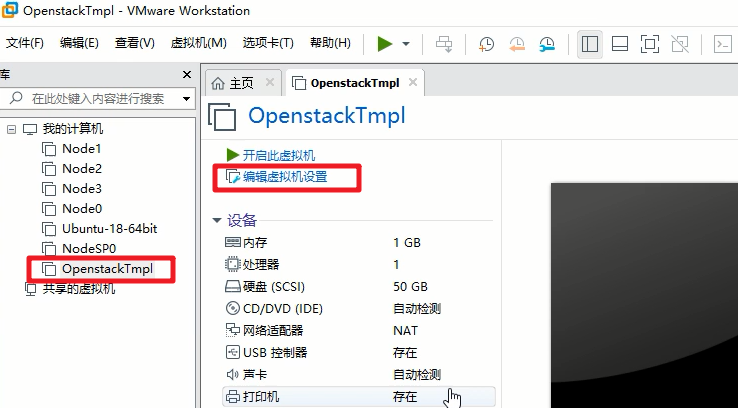 OpenstackTmpl - VMware Workstation
文件(F) 编辑(E) 查看(V) 虚拟机(M) 选项卡(T) 帮助(H)
库
在此处键入内容进行搜索
我的计算机
Node1
Node2
Node3
Node0
Ubuntu-18-64bit
NodeSP0
OpenstackTmpl
共享的虚拟机
主页 OpenstackTmpl
OpenstackTmpl
开启此虚拟机
编辑虚拟机设置
设备
内存 1 GB
处理器 1
硬盘 (SCSI) 50 GB
CD/DVD (IDE) 自动检测
网络适配器 NAT
USB 控制器 存在
声卡 自动检测
打印机 存在